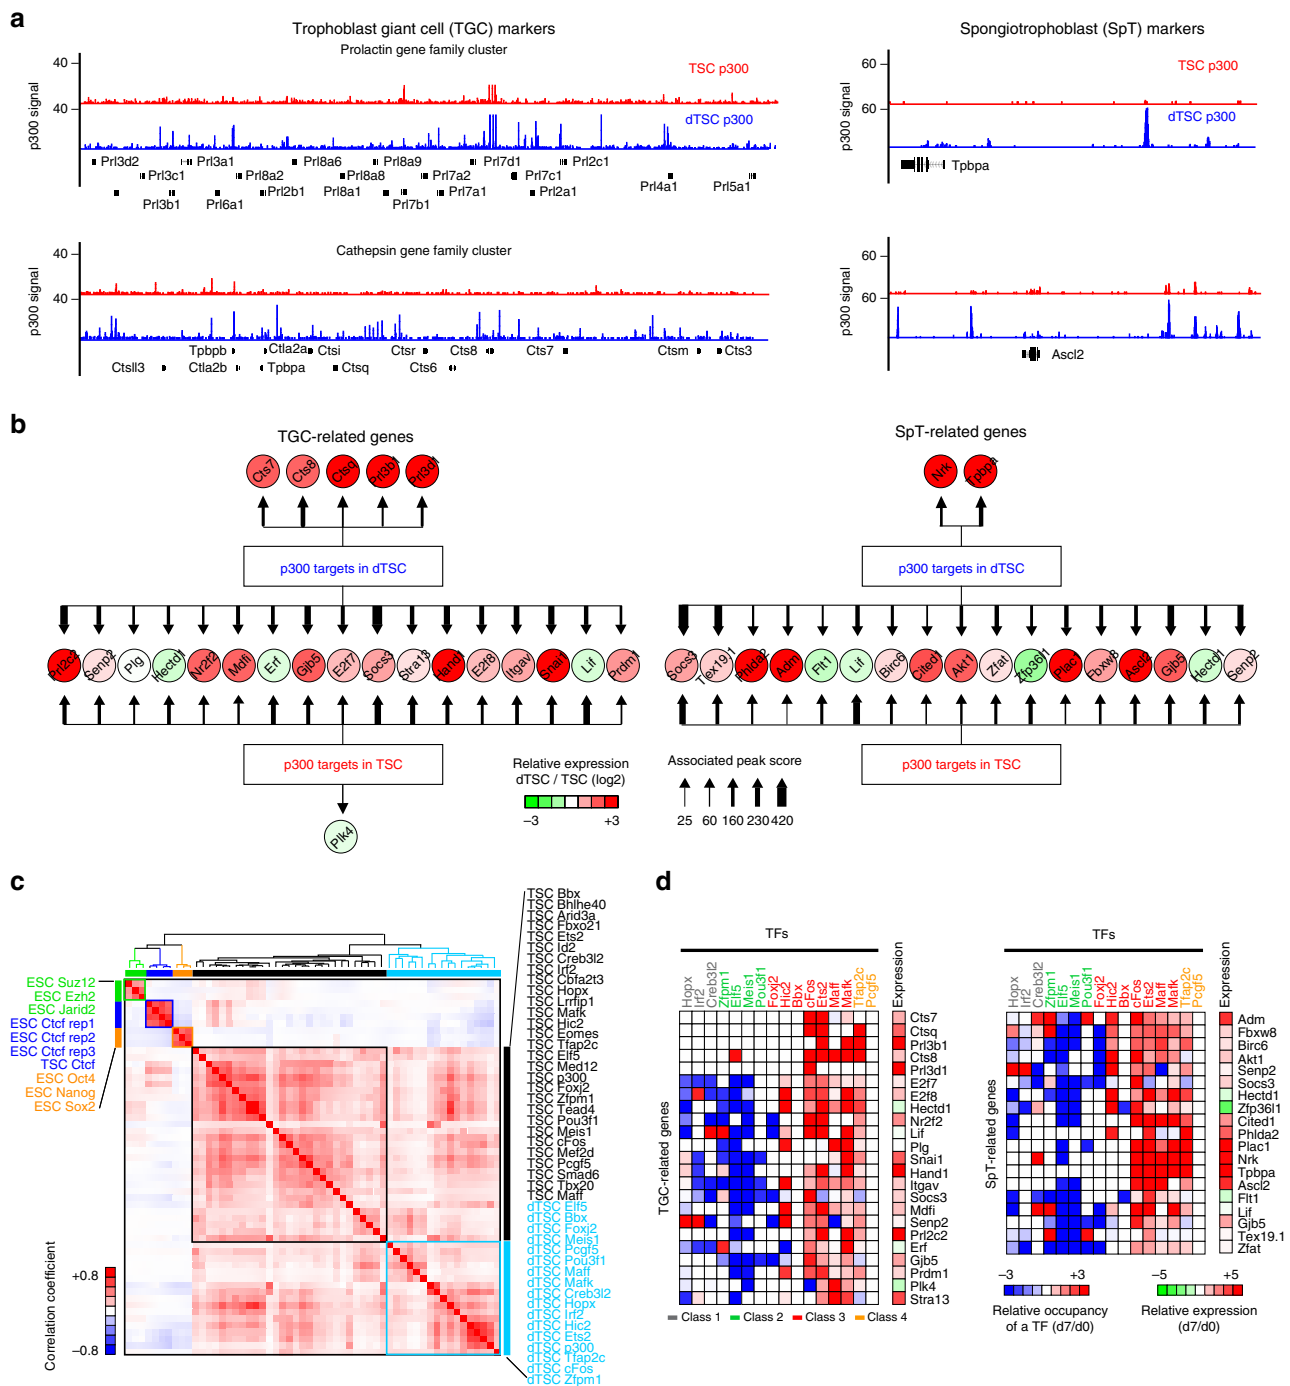 a
Trophoblast giant cell (TGC) markers
Prolactin gene family cluster
Spongiotrophoblast (SpT) markers
40
40
p300 signal
TSC p300
dTSC p300
Prl3d2
Prl3a1
Prl8a6
Prl8a9
Prl7d1
Prl2c1
Prl3c1
Prl8a2
Prl8a8
Prl7a2
Prl7c1
Prl4a1
Prl5a1
Prl3b1
Prl6a1
Prl2b1
Prl8a1
Prl7b1
Prl7a1
Prl2a1
60
60
p300 signal
TSC p300
dTSC p300
Tpbpa
Cathepsin gene family cluster
40
40
p300 signal
Tpbpb
Ctla2a
Ctsi
Ctsr
Cts8
Cts7
Ctsm
Cts3
Ctsll3
Ctla2b
Tpbpa
Ctsq
Cts6
60
60
p300 signal
Ascl2
b
TGC-related genes
Cts7
Cts8
Ctsq
Prl3b1
Prl3d1
p300 targets in dTSC
Prl2c2
Senp2
Plg
Hectd1
Nr2f2
Mdfi
Erf
Gjb5
E2f7
Socs3
Stra13
Hand1
E2f8
Itgav
Snai1
Lif
Prdm1
p300 targets in TSC
Plk4
SpT-related genes
Nrk
Tpbpa
p300 targets in dTSC
Socs3
Tex19.1
Phlda2
Adm
Flt1
Lif
Birc6
Cited1
Akt1
Zfat
Zfp36l1
Plac1
Fbxw8
Ascl2
Gjb5
Hectd1
Senp2
p300 targets in TSC
Relative expression
dTSC / TSC (log2)
−3
+3
Associated peak score
25
60
160
230
420
c
ESC Suz12
ESC Ezh2
ESC Jarid2
ESC Ctcf rep1
ESC Ctcf rep2
ESC Ctcf rep3
TSC Ctcf
ESC Oct4
ESC Nanog
ESC Sox2
Correlation coefficient
+0.8
−0.8
TSC Bbx
TSC Bhlhe40
TSC Arid3a
TSC Fbxo21
TSC Ets2
TSC Id2
TSC Creb3l2
TSC Irf2
TSC Cbfa2t3
TSC Hopx
TSC Lrrfip1
TSC Mafk
TSC Hic2
TSC Eomes
TSC Tfap2c
TSC Elf5
TSC Med12
TSC p300
TSC Foxj2
TSC Zfpm1
TSC Tead4
TSC Pou3f1
TSC Meis1
TSC cFos
TSC Mef2d
TSC Pcgf5
TSC Smad6
TSC Tbx20
TSC Maff
dTSC Elf5
dTSC Bbx
dTSC Foxj2
dTSC Meis1
dTSC Pcgf5
dTSC Pou3f1
dTSC Maff
dTSC Mafk
dTSC Creb3l2
dTSC Hopx
dTSC Irf2
dTSC Hic2
dTSC Ets2
dTSC p300
dTSC Tfap2c
dTSC cFos
dTSC Zfpm1
d
TFs
Hopx
Irf2
Creb3l2
Zfpm1
Elf5
Meis1
Pou3f1
Foxj2
Hic2
Bbx
cFos
Ets2
Maff
Mafk
Tfap2c
Pcgf5
Expression
TGC-related genes
Cts7
Ctsq
Prl3b1
Cts8
Prl3d1
E2f7
E2f8
Hectd1
Nr2f2
Lif
Plg
Snai1
Hand1
Itgav
Socs3
Mdfi
Senp2
Prl2c2
Erf
Gjb5
Prdm1
Plk4
Stra13
Class 1
Class 2
Class 3
Class 4
TFs
Hopx
Irf2
Creb3l2
Zfpm1
Elf5
Meis1
Pou3f1
Foxj2
Hic2
Bbx
cFos
Ets2
Maff
Mafk
Tfap2c
Pcgf5
Expression
SpT-related genes
Adm
Fbxw8
Birc6
Akt1
Senp2
Socs3
Hectd1
Zfp36l1
Cited1
Phlda2
Plac1
Nrk
Tpbpa
Ascl2
Flt1
Lif
Gjb5
Tex19.1
Zfat
−3
+3
Relative occupancy
of a TF (d7/d0)
−5
+5
Relative expression
(d7/d0)